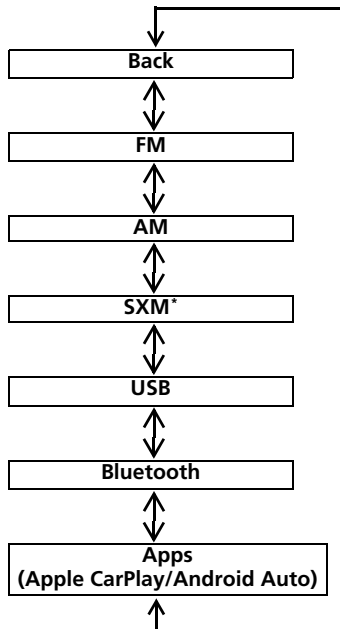 Back
FM
AM
SXM*
USB
Bluetooth
Apps
(Apple CarPlay/Android Auto)